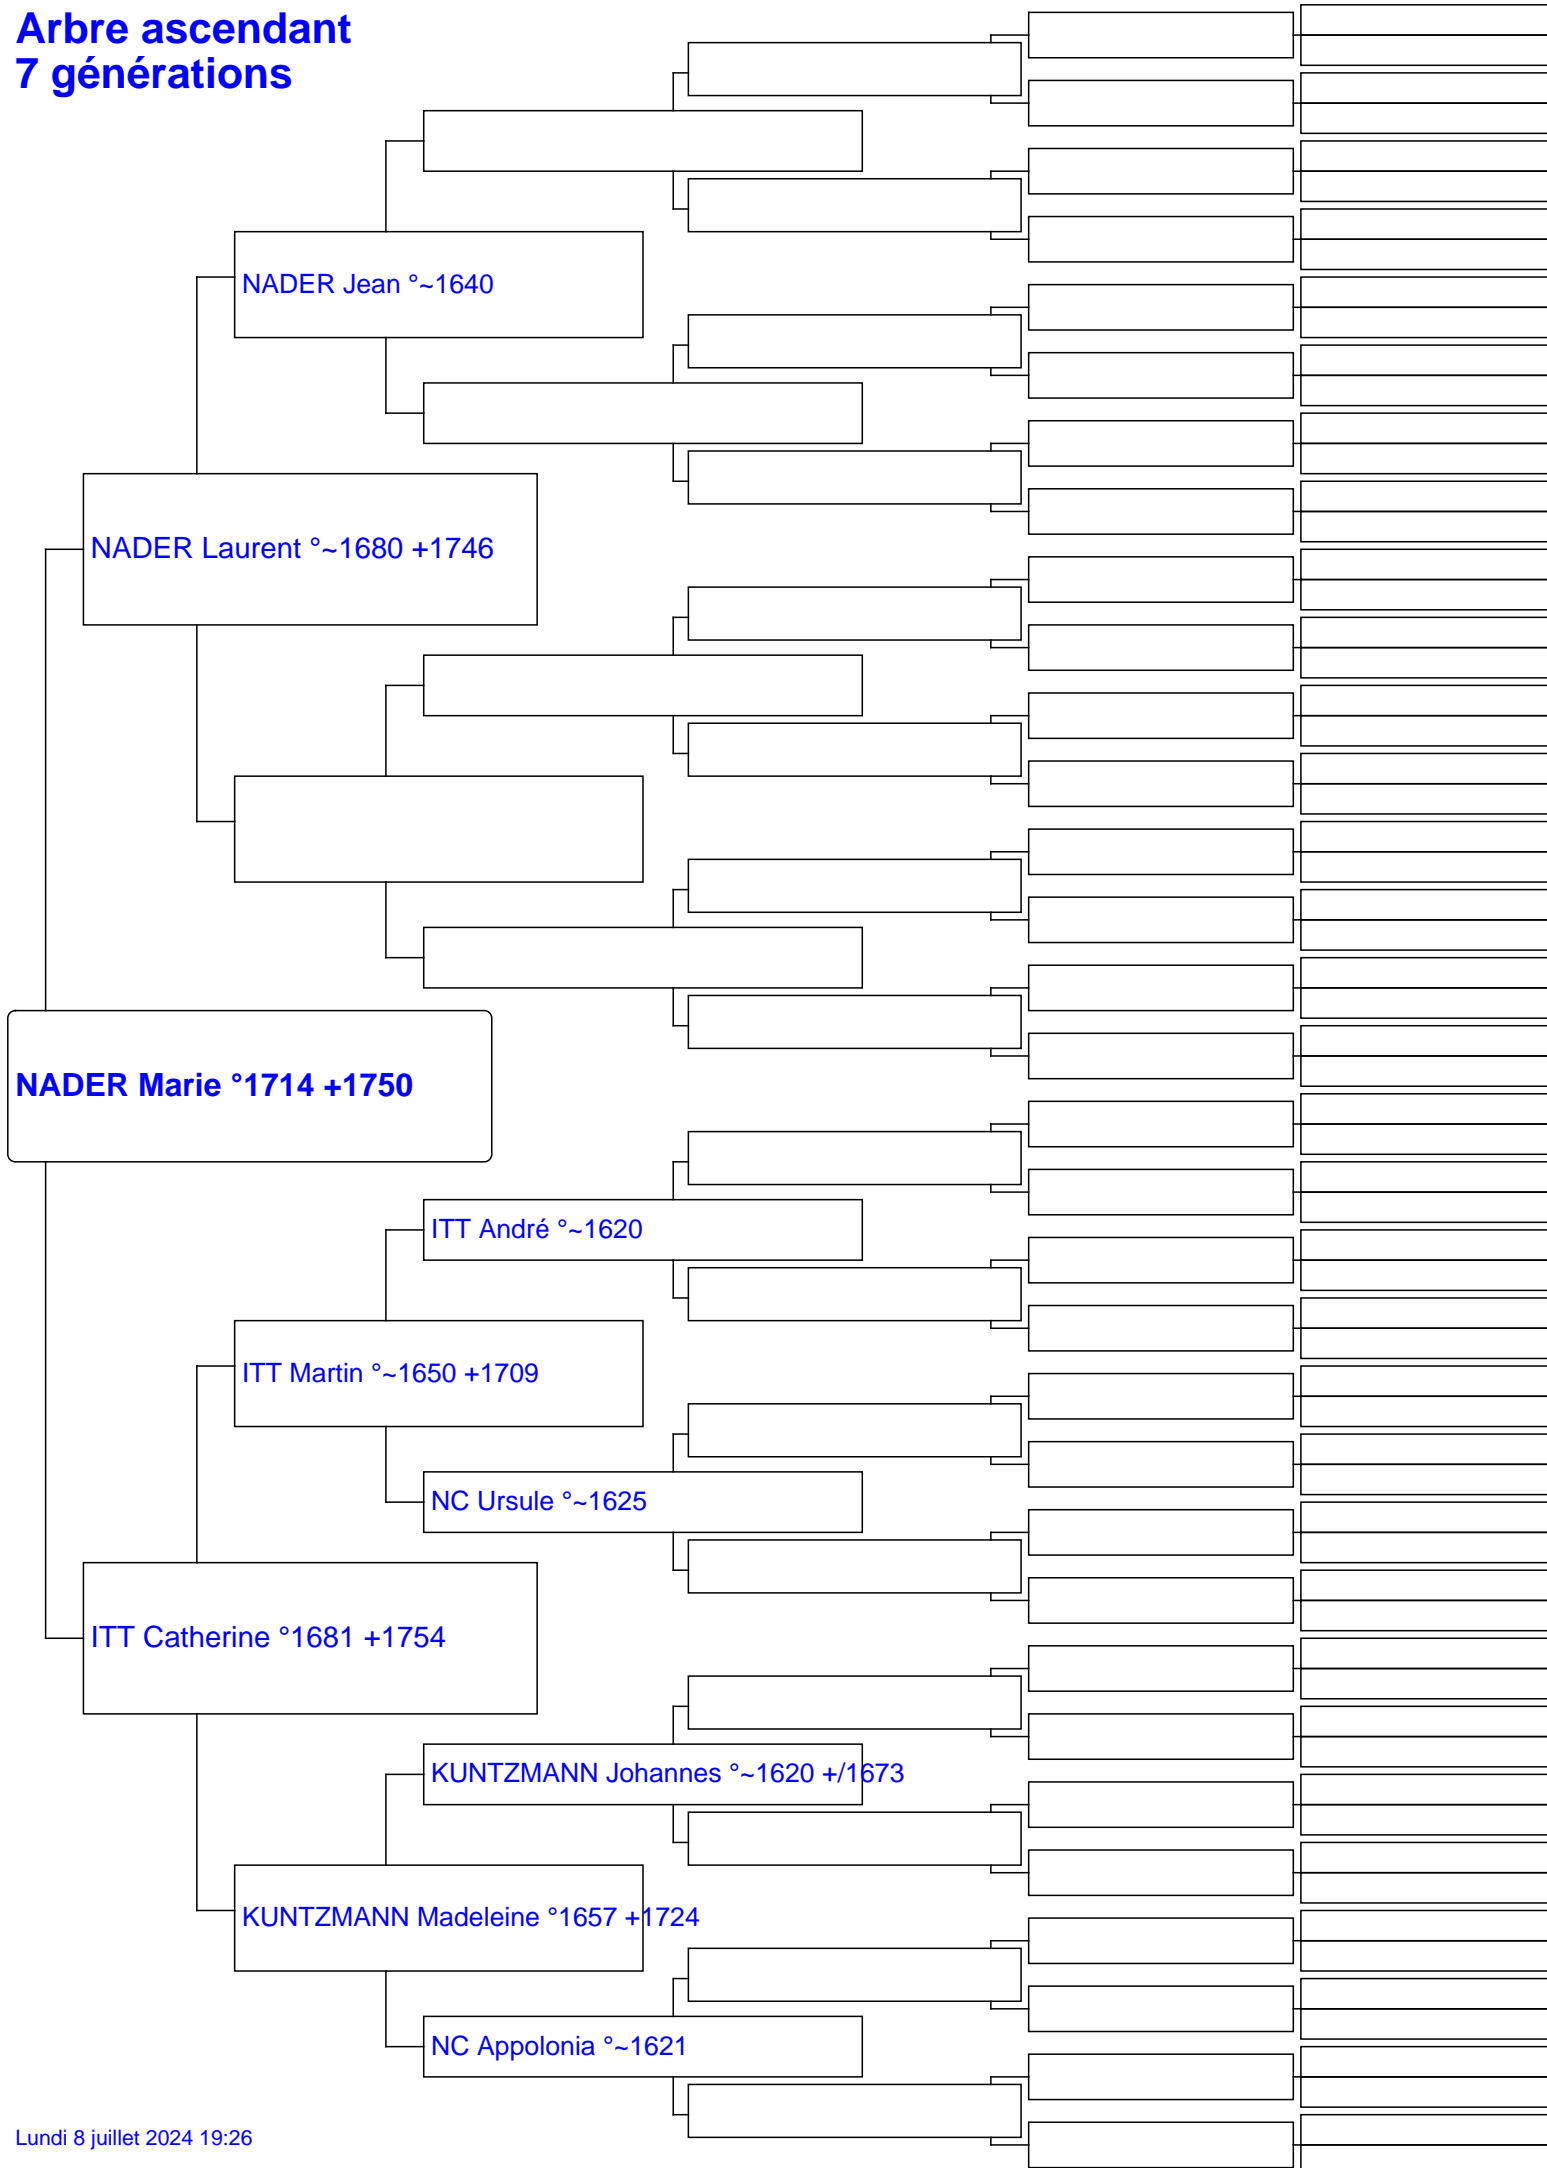 Arbre ascendant
7 générations
NADER Jean °~1640
NADER Laurent °~1680 +1746
NADER Marie °1714 +1750
ITT André °~1620
ITT Martin °~1650 +1709
NC Ursule °~1625
ITT Catherine °1681 +1754
KUNTZMANN Johannes °~1620 +/1673
KUNTZMANN Madeleine °1657 +1724
NC Appolonia °~1621
Lundi 8 juillet 2024 19:26